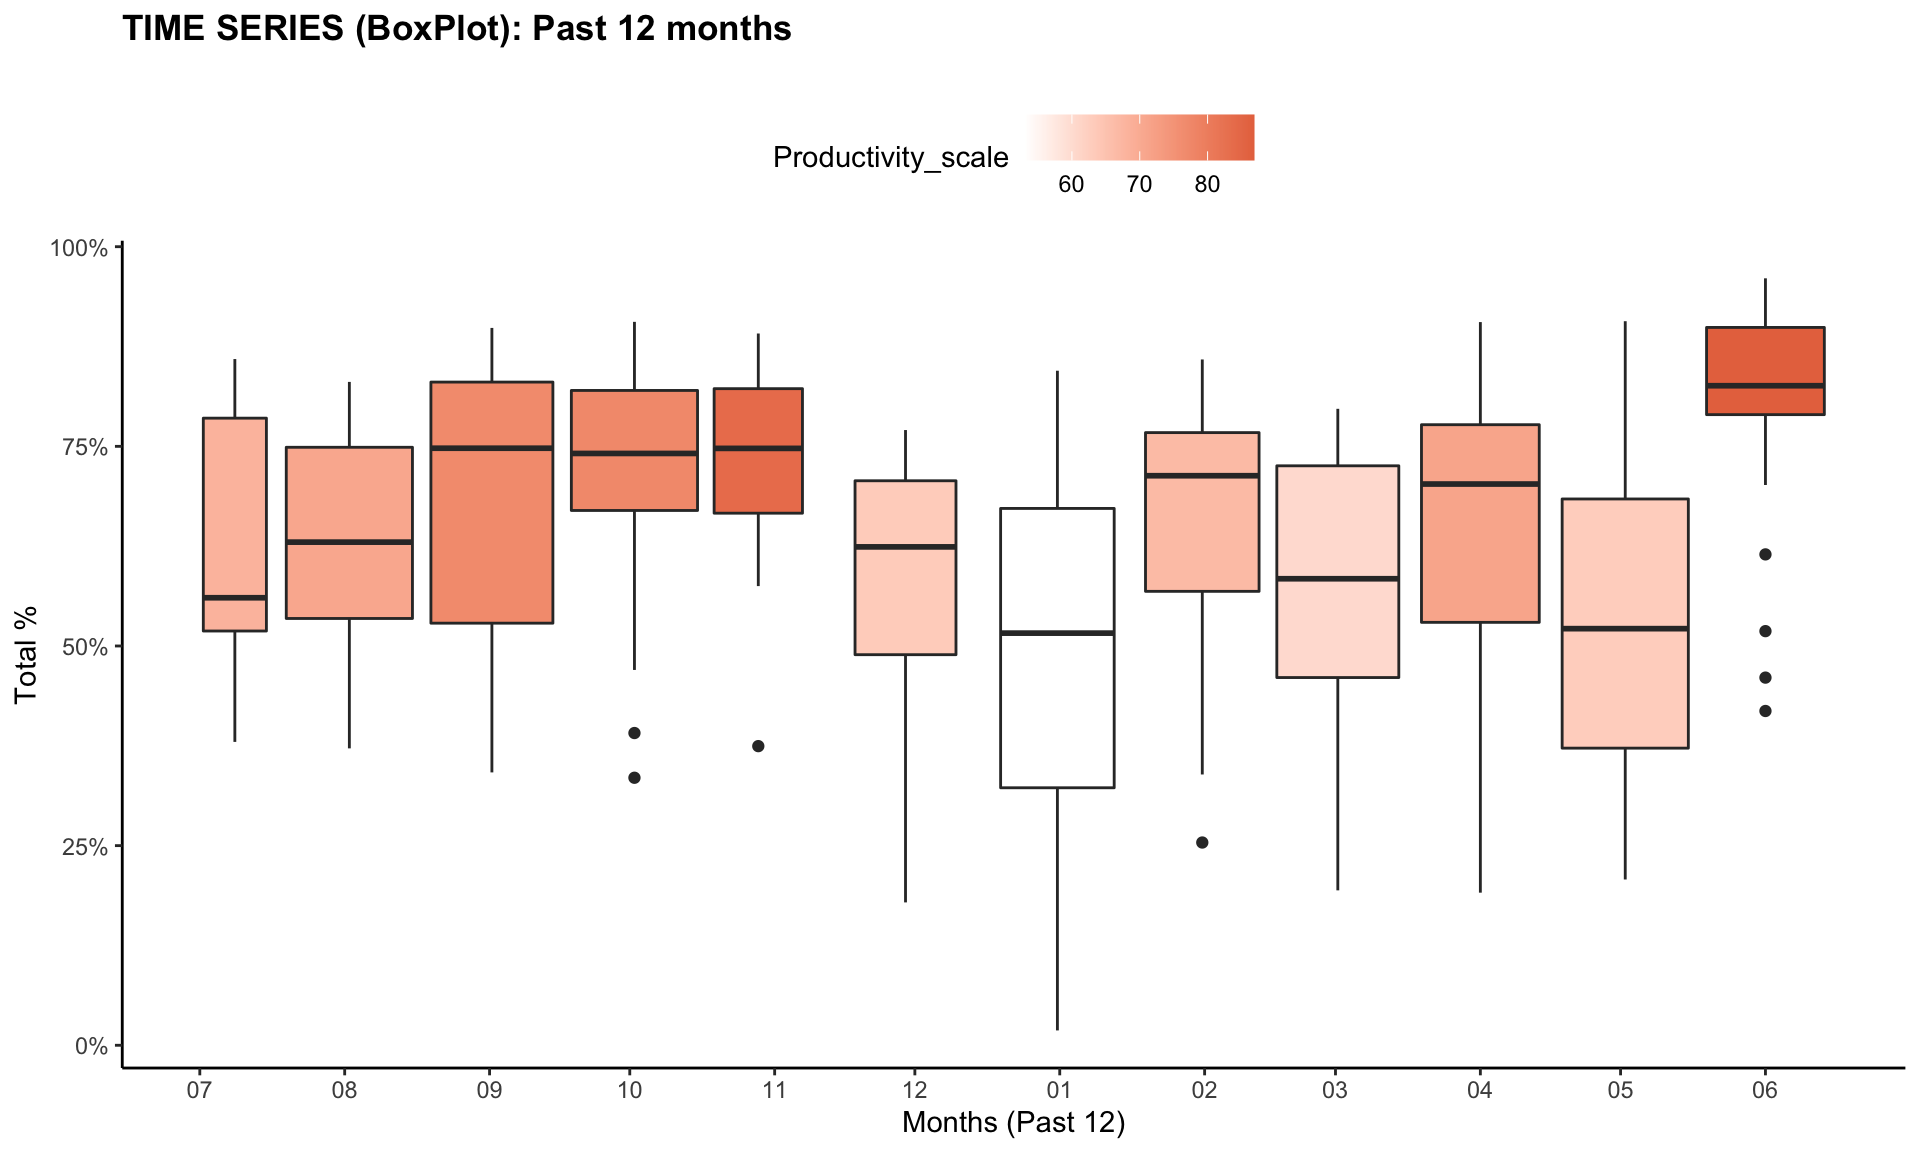 TIME SERIES (BoxPlot): Past 12 months
Productivity_scale
60 70 80
100%
75%
50%
25%
0%
Total %
07 08 09 10 11 12 01 02 03 04 05 06
Months (Past 12)